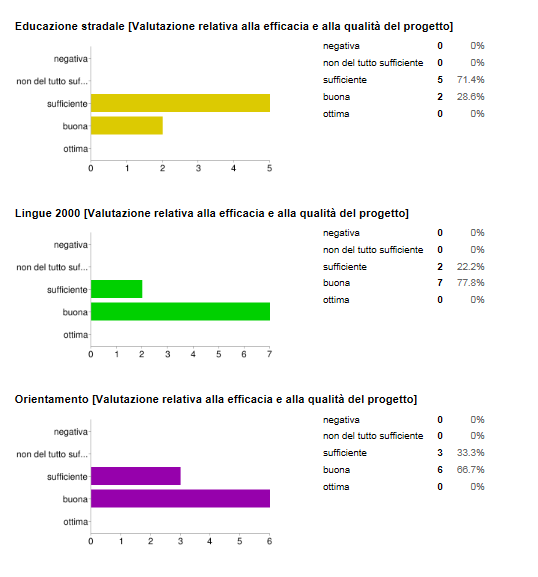 Educazione stradale [Valutazione relativa alla efficacia e alla qualità del progetto]
negativa
non del tutto suf...
sufficiente
buona
ottima
0 1 2 3 4 5
negativa 0 0%
non del tutto sufficiente 0 0%
sufficiente 5 71.4%
buona 2 28.6%
ottima 0 0%
Lingue 2000 [Valutazione relativa alla efficacia e alla qualità del progetto]
negativa
non del tutto suf...
sufficiente
buona
ottima
0 1 2 3 4 5 6 7
negativa 0 0%
non del tutto sufficiente 0 0%
sufficiente 2 22.2%
buona 7 77.8%
ottima 0 0%
Orientamento [Valutazione relativa alla efficacia e alla qualità del progetto]
negativa
non del tutto suf...
sufficiente
buona
ottima
0 1 2 3 4 5 6
negativa 0 0%
non del tutto sufficiente 0 0%
sufficiente 3 33.3%
buona 6 66.7%
ottima 0 0%